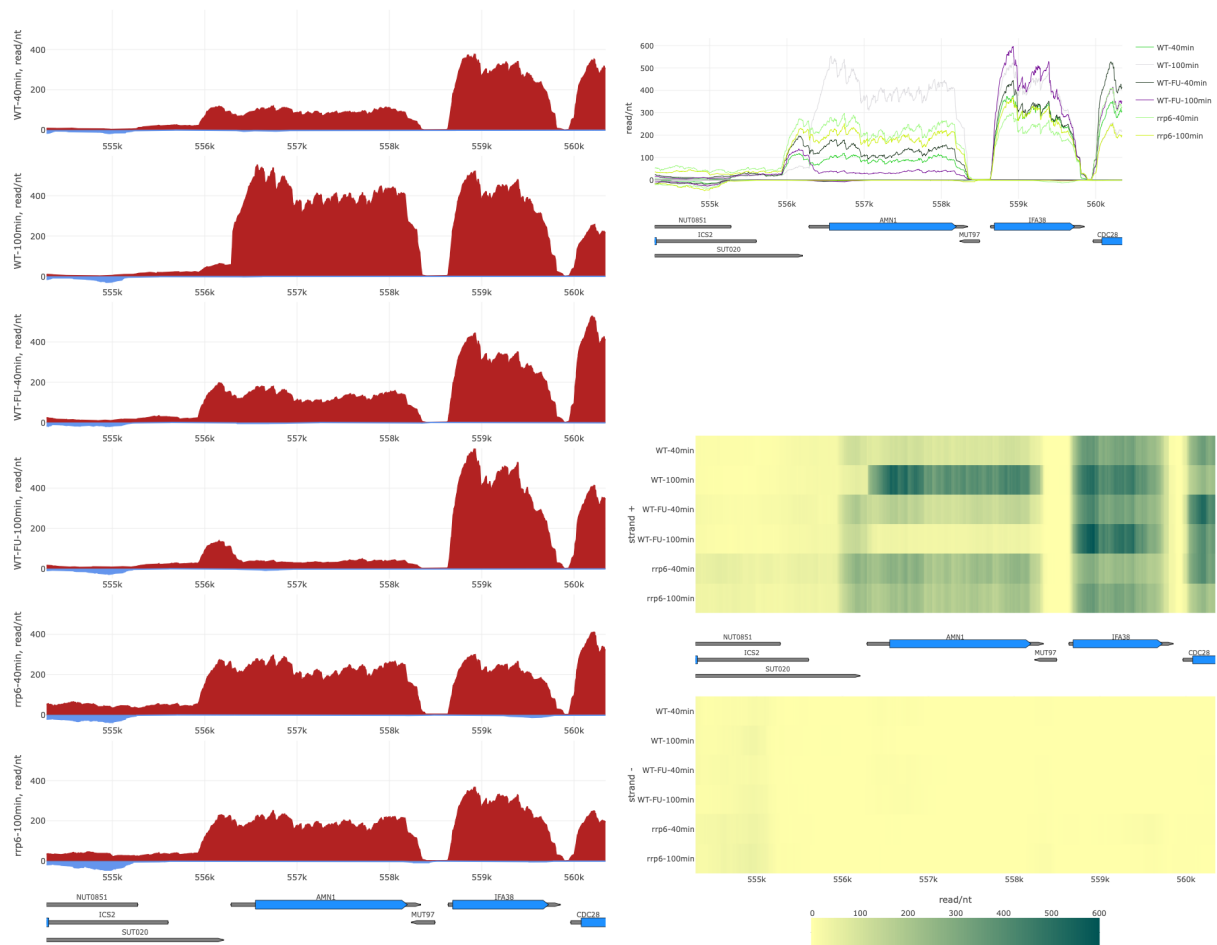 WT-40min, read/nt
400
200
0
555k 556k 557k 558k 559k 560k
WT-100min, read/nt
400
200
0
555k 556k 557k 558k 559k 560k
WT-FU-40min, read/nt
400
200
0
555k 556k 557k 558k 559k 560k
WT-FU-100min, read/nt
400
200
0
555k 556k 557k 558k 559k 560k
rrp6-40min, read/nt
400
200
0
555k 556k 557k 558k 559k 560k
rrp6-100min, read/nt
400
200
0
555k 556k 557k 558k 559k 560k
NUT0851 AMN1 IFA38
ICS2 MUT97 CDC28
SUT020
read/nt
600
500
400
300
200
100
0
555k 556k 557k 558k 559k 560k
WT-40min
WT-100min
WT-FU-40min
WT-FU-100min
rrp6-40min
rrp6-100min
NUT0851 AMN1 IFA38
ICS2 MUT97 CDC28
SUT020
strand +
WT-40min
WT-100min
WT-FU-40min
WT-FU-100min
rrp6-40min
rrp6-100min
NUT0851 AMN1 IFA38
ICS2 MUT97 CDC28
SUT020
strand -
WT-40min
WT-100min
WT-FU-40min
WT-FU-100min
rrp6-40min
rrp6-100min
555k 556k 557k 558k 559k 560k
read/nt
0 100 200 300 400 500 600